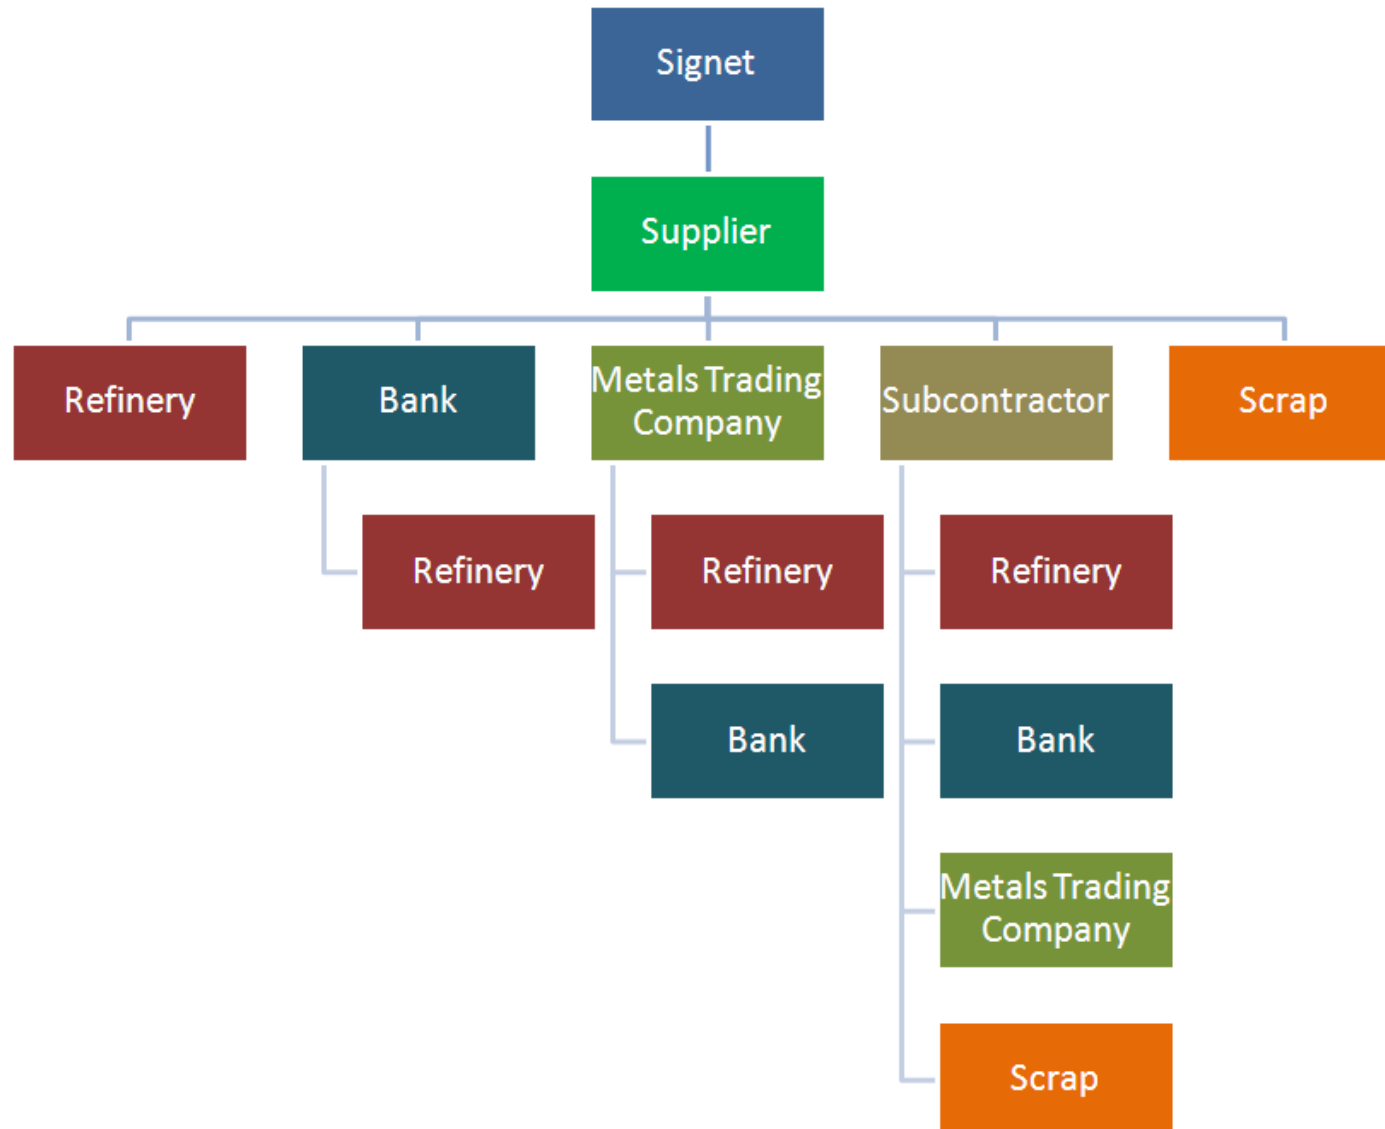 Signet
Supplier
Refinery
Bank
Metals Trading
Company
Subcontractor
Scrap
Refinery
Refinery
Refinery
Bank
Bank
Metals Trading
Company
Scrap